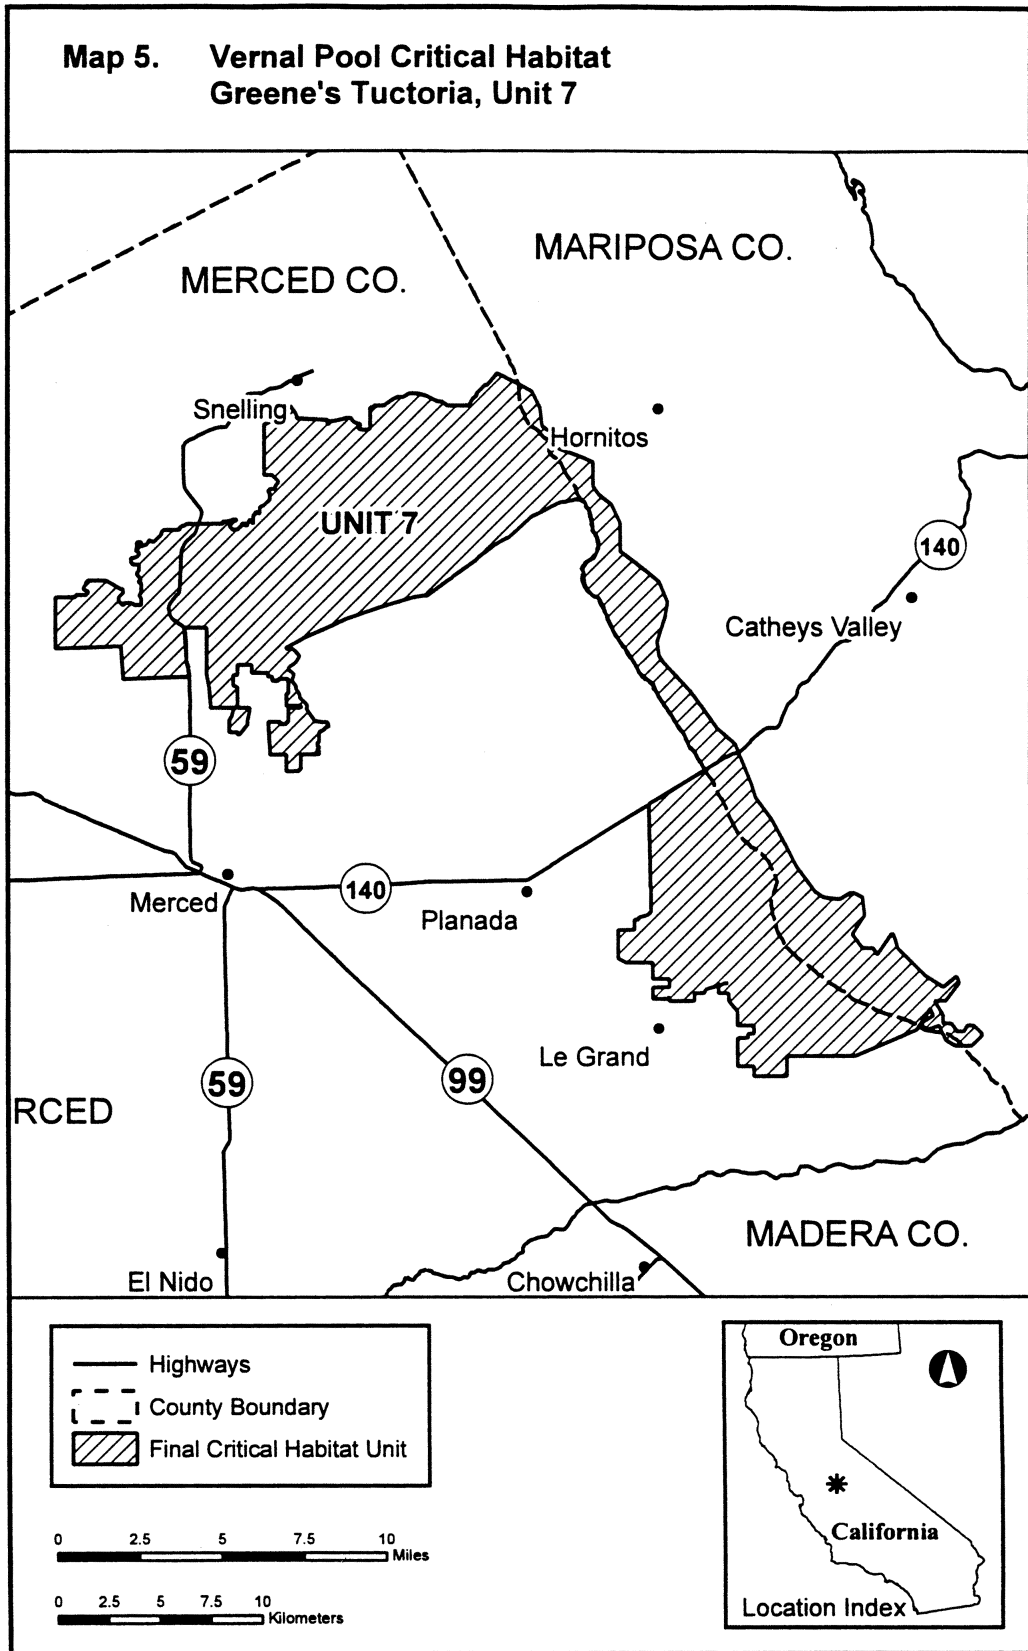 Map 5. Vernal Pool Critical Habitat
Greene's Tuctoria, Unit 7
MARIPOSA CO.
MERCED CO.
Snelling
Hornitos
UNIT 7
140
Catheys Valley
59
140
Merced
Planada
Le Grand
59
99
RCED
MADERA CO.
El Nido
Chowchilla
Highways
County Boundary
Final Critical Habitat Unit
0 2.5 5 7.5 10
Miles
0 2.5 5 7.5 10
Kilometers
Oregon
California
Location Index